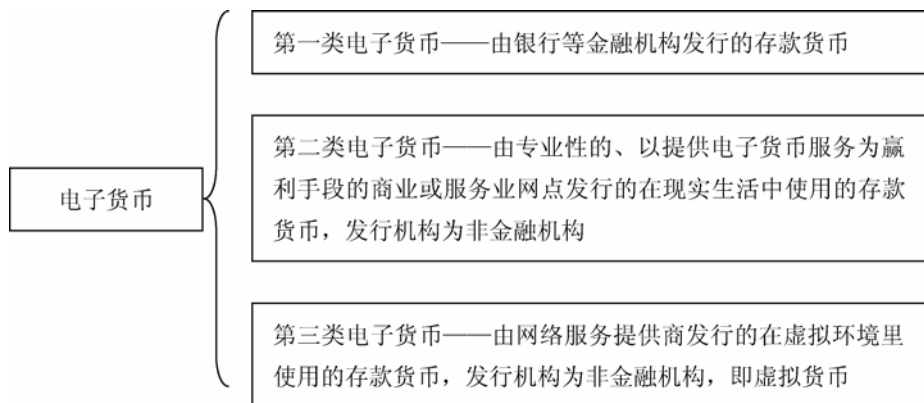 第一类电子货币——由银行等金融机构发行的存款货币
第二类电子货币——由专业性的、以提供电子货币服务为赢
利手段的商业或服务业网点发行的在现实生活中使用的存款
货币，发行机构为非金融机构
电子货币
第三类电子货币——由网络服务提供商发行的在虚拟环境里
使用的存款货币，发行机构为非金融机构，即虚拟货币